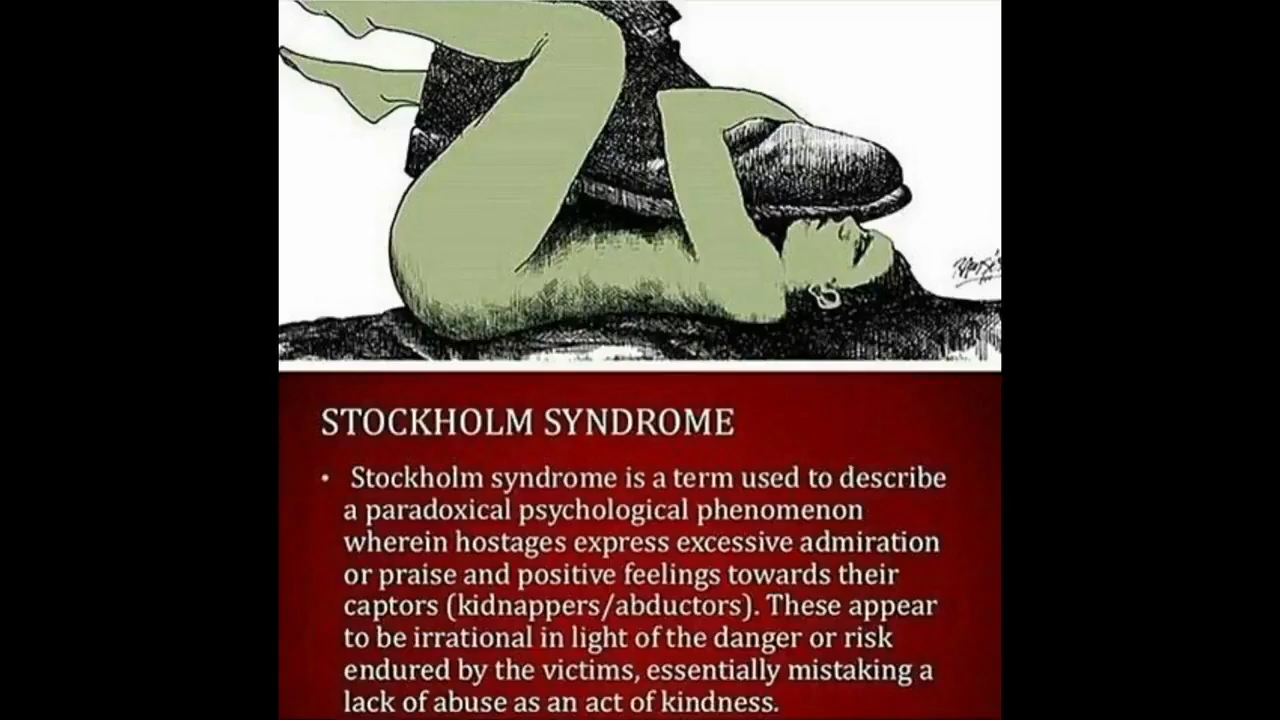 STOCKHOLM SYNDROME
• Stockholm syndrome is a term used to describe
a paradoxical psychological phenomenon
wherein hostages express excessive admiration
or praise and positive feelings towards their
captors (kidnappers/abductors). These appear
to be irrational in light of the danger or risk
endured by the victims, essentially mistaking a
lack of abuse as an act of kindness.